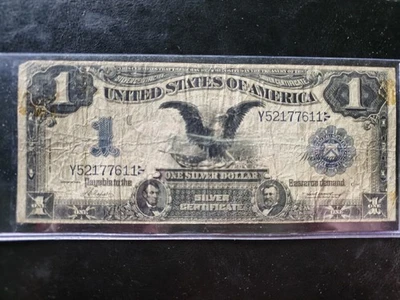 1 1
UNITED STATES OF AMERICA
Y52177611
1
Y52177611
Payable to the Bearer on demand
ONE SILVER DOLLAR
SILVER
CERTIFICATE